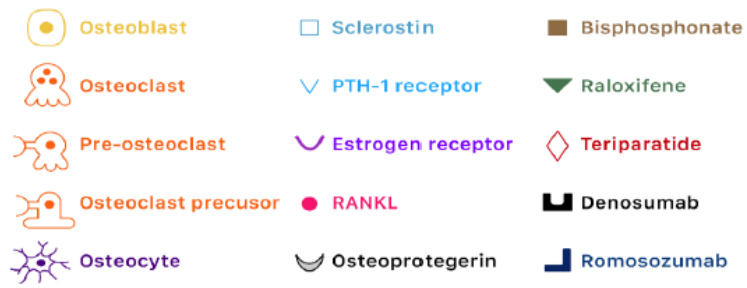 Osteoblast Sclerostin Bisphosphonate
Osteoclast PTH-1 receptor Raloxifene
Pre-osteoclast Estrogen receptor Teriparatide
Osteoclast precusor RANKL Denosumab
Osteocyte Osteoprotegerin Romosozumab